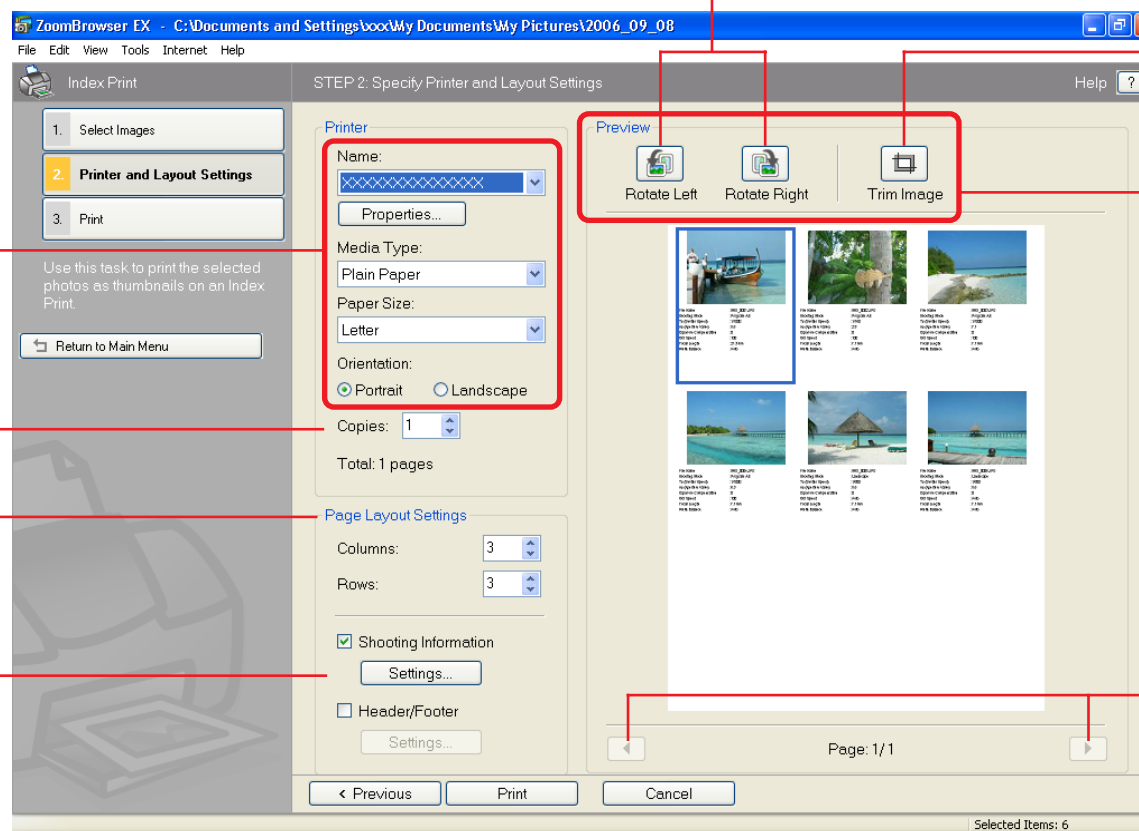 ZoomBrowser EX - C:\Documents and Settings\xxx\My Documents\My Pictures\2006_09_08
File Edit View Tools Internet Help
Index Print
STEP 2: Specify Printer and Layout Settings
Help ?
1. Select Images
2. Printer and Layout Settings
3. Print
Use this task to print the selected
photos as thumbnails on an Index
Print.
Return to Main Menu
Printer
Name:
XXXXXXXXXXXXXXX
Properties...
Media Type:
Plain Paper
Paper Size:
Letter
Orientation:
Portrait Landscape
Copies: 1
Total: 1 pages
Page Layout Settings
Columns: 3
Rows: 3
Shooting Information
Settings...
Header/Footer
Settings...
Preview
Rotate Left Rotate Right Trim Image
Page: 1/1
< Previous Print Cancel
Selected Items: 6